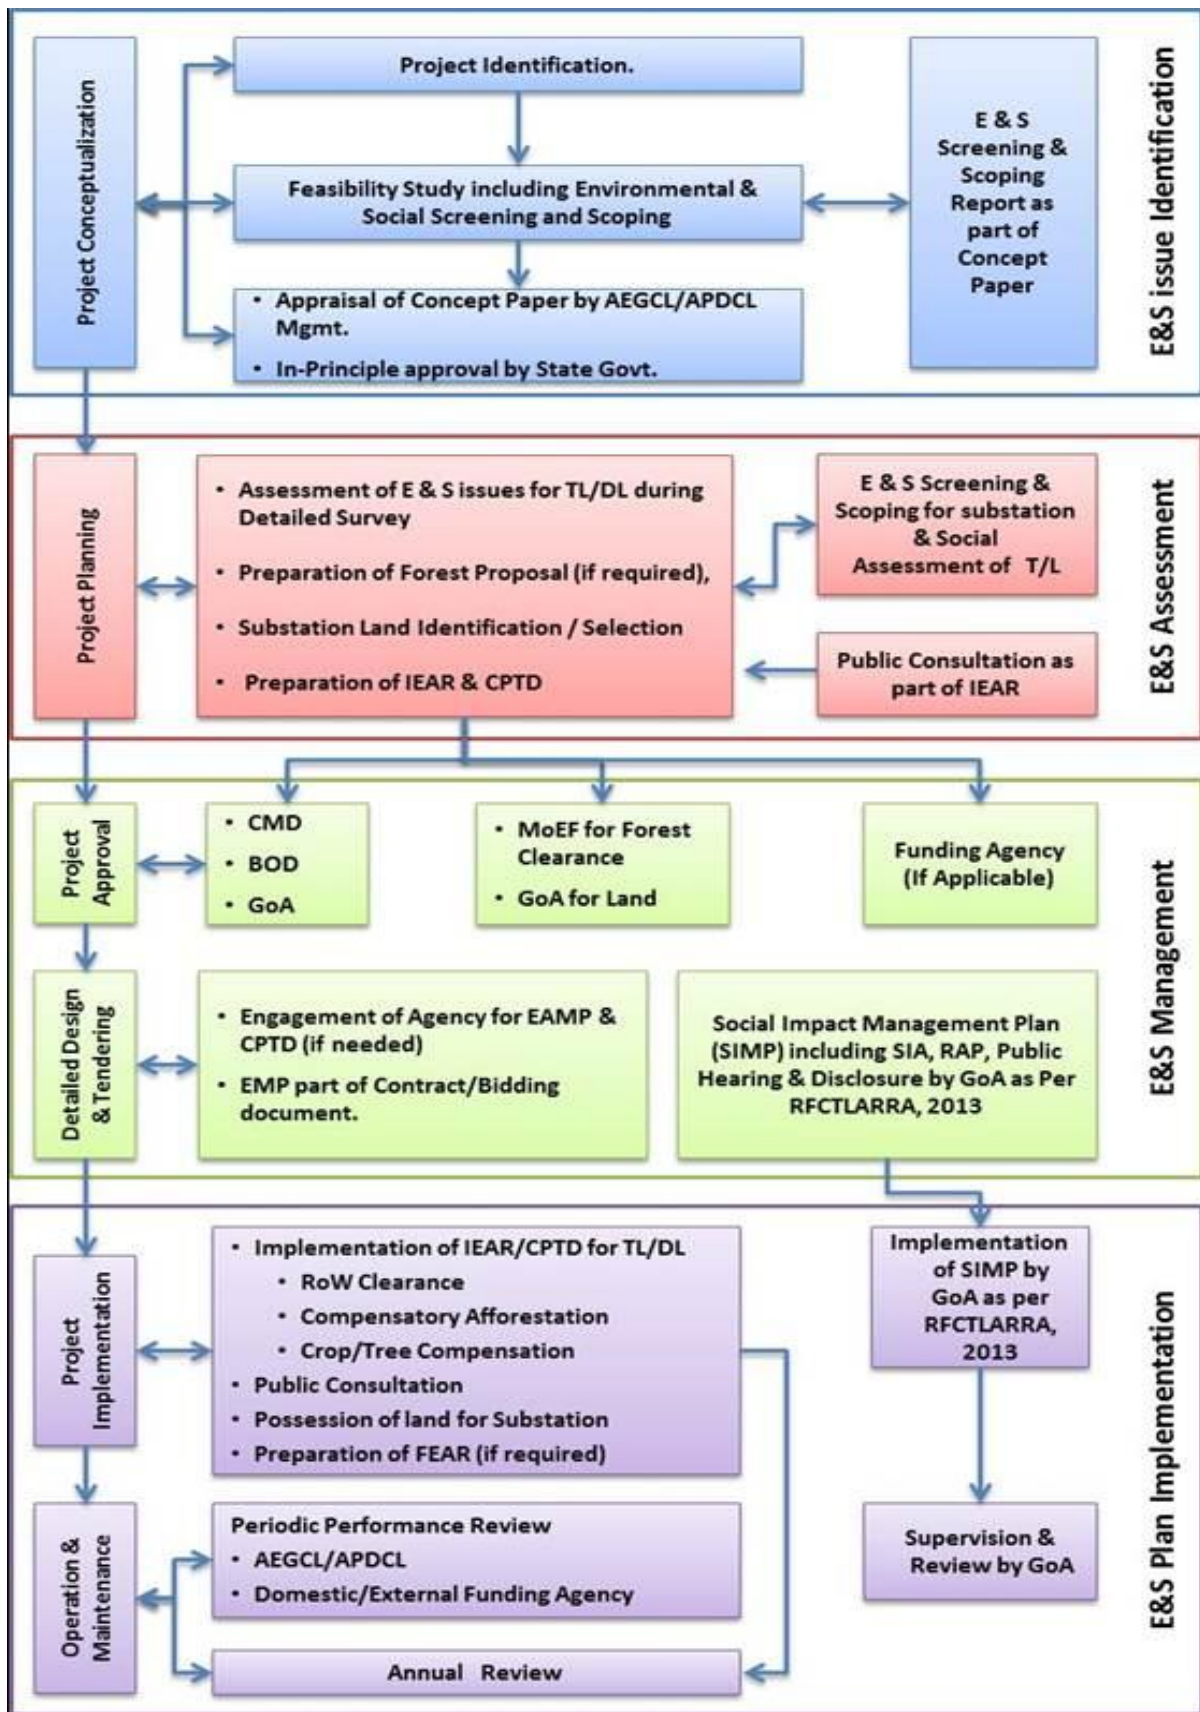 Project Conceptualization
Project Identification.
Feasibility Study including Environmental &
Social Screening and Scoping
• Appraisal of Concept Paper by AEGCL/APDCL
Mgmt.
• In-Principle approval by State Govt.
E & S
Screening &
Scoping
Report as
part of
Concept
Paper
E&S issue Identification
Project Planning
• Assessment of E & S issues for TL/DL during
Detailed Survey
• Preparation of Forest Proposal (if required),
• Substation Land Identification / Selection
• Preparation of IEAR & CPTD
E & S Screening &
Scoping for substation
& Social
Assessment of T/L
Public Consultation as
part of IEAR
E&S Assessment
Project
Approval
• CMD
• BOD
• GoA
• MoEF for Forest
Clearance
• GoA for Land
Funding Agency
(If Applicable)
Detailed Design
& Tendering
• Engagement of Agency for EAMP &
CPTD (if needed)
• EMP part of Contract/Bidding
document.
Social Impact Management Plan
(SIMP) including SIA, RAP, Public
Hearing & Disclosure by GoA as Per
RFCTLARRA, 2013
E&S Management
Project
Implementation
• Implementation of IEAR/CPTD for TL/DL
• RoW Clearance
• Compensatory Afforestation
• Crop/Tree Compensation
• Public Consultation
• Possession of land for Substation
• Preparation of FEAR (if required)
Implementation
of SIMP by
GoA as per
RFCTLARRA,
2013
Operation &
Maintenance
Periodic Performance Review
• AEGCL/APDCL
• Domestic/External Funding Agency
Annual Review
Supervision &
Review by GoA
E&S Plan Implementation